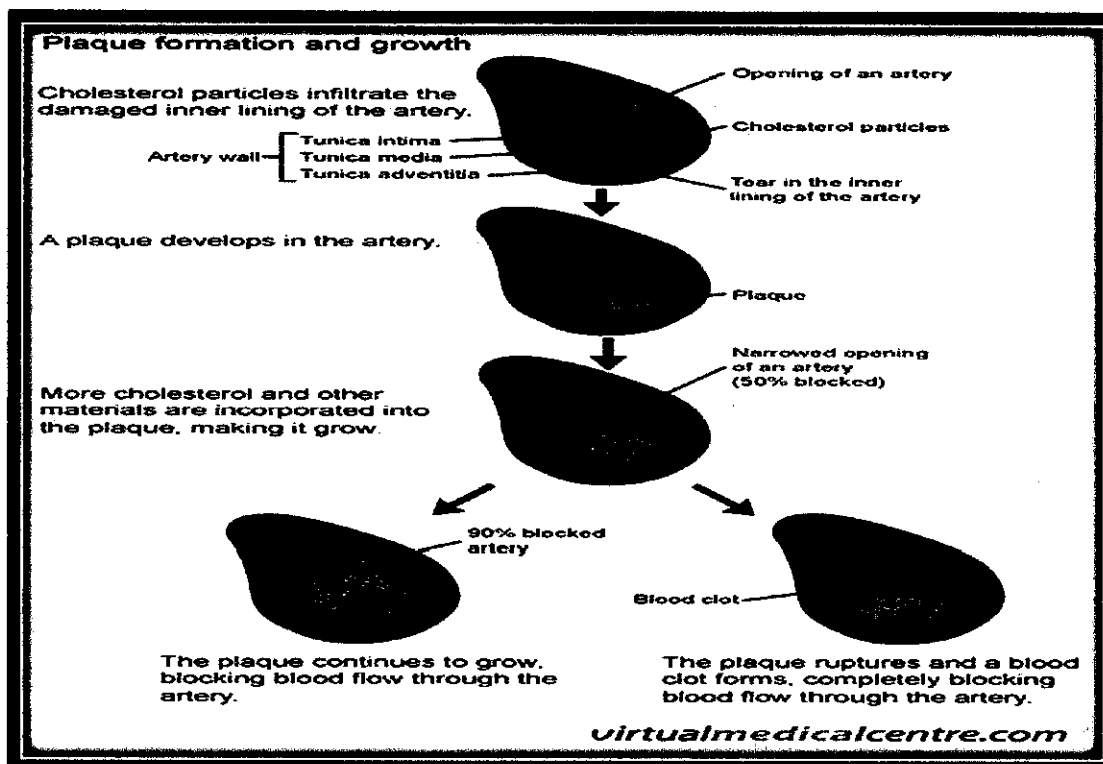 Plaque formation and growth
Cholesterol particles infiltrate the
damaged inner lining of the artery.
Opening of an artery
Cholesterol particles
Artery wall
Tunica intima
Tunica media
Tunica adventitia
Tear in the inner
lining of the artery
A plaque develops in the artery.
Plaque
Narrowed opening
of an artery
(50% blocked)
More cholesterol and other
materials are incorporated into
the plaque, making it grow.
90% blocked
artery
Blood clot
The plaque continues to grow,
blocking blood flow through the
artery.
The plaque ruptures and a blood
clot forms, completely blocking
blood flow through the artery.
virtualmedicalcentre.com